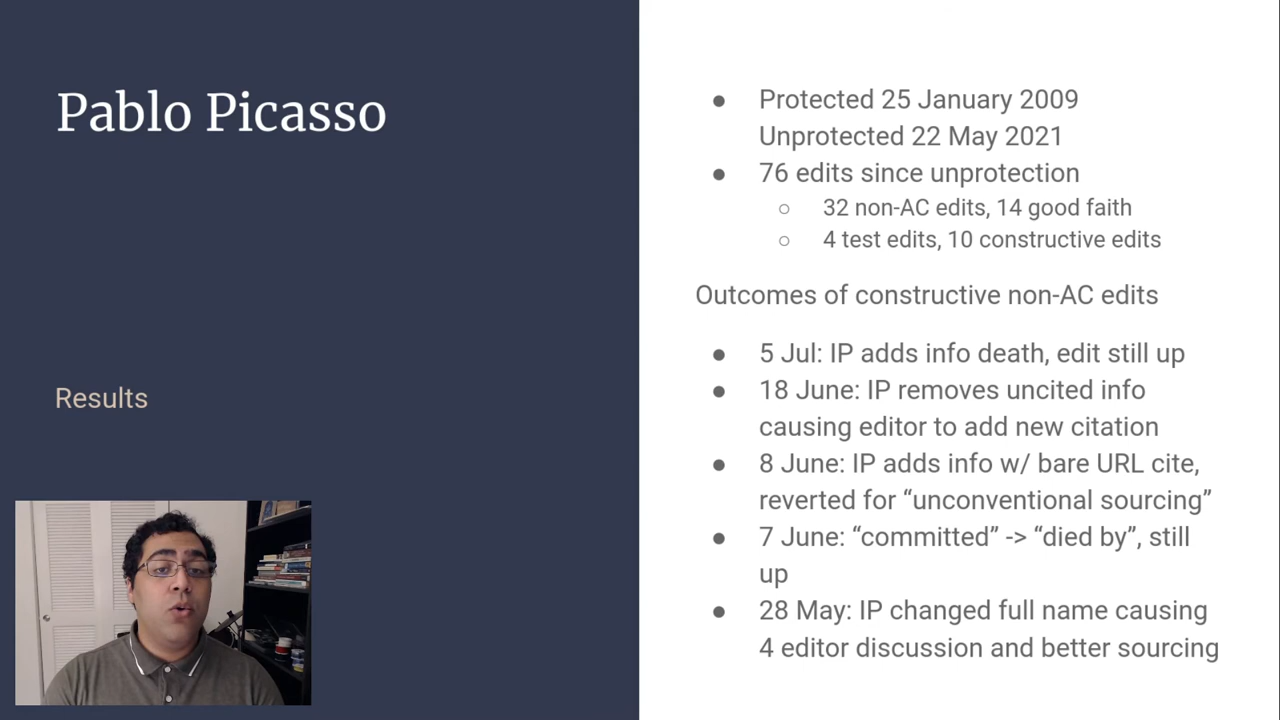 Pablo Picasso
Results
● Protected 25 January 2009
Unprotected 22 May 2021
● 76 edits since unprotection
○ 32 non-AC edits, 14 good faith
○ 4 test edits, 10 constructive edits
Outcomes of constructive non-AC edits
● 5 Jul: IP adds info death, edit still up
● 18 June: IP removes uncited info
causing editor to add new citation
● 8 June: IP adds info w/ bare URL cite,
reverted for “unconventional sourcing”
● 7 June: “committed” -> “died by”, still
up
● 28 May: IP changed full name causing
4 editor discussion and better sourcing